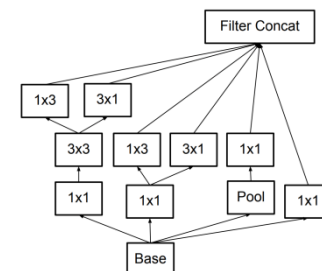 Filter Concat
1x3 3x1
3x3 1x3 3x1 1x1
1x1 1x1 Pool 1x1
Base